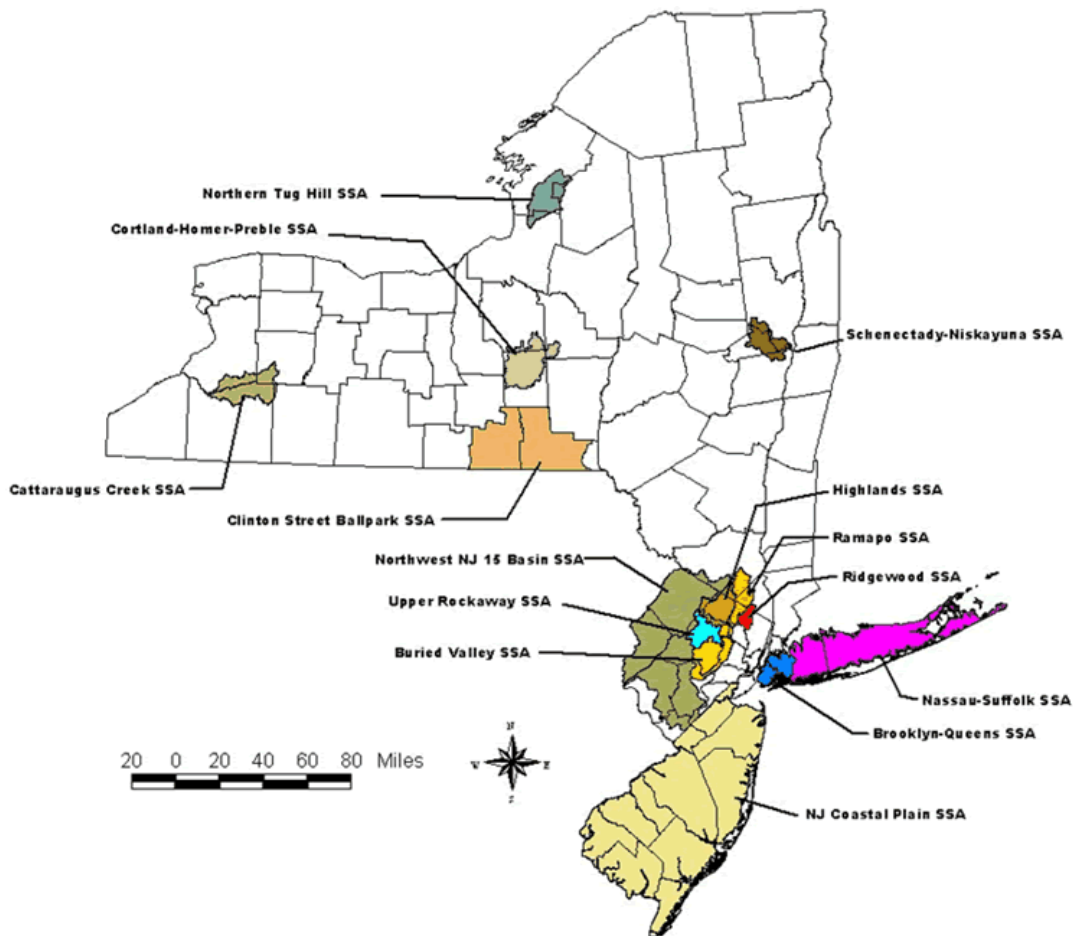 Northern Tug Hill SSA
Cortland-Homer-Preble SSA
Schenectady-Niskayuna SSA
Cattaraugus Creek SSA
Clinton Street Ballpark SSA
Highlands SSA
Ramapo SSA
Northwest NJ 15 Basin SSA
Ridgewood SSA
Upper Rockaway SSA
Buried Valley SSA
Nassau-Suffolk SSA
Brooklyn-Queens SSA
N
W E
S
20 0 20 40 60 80 Miles
NJ Coastal Plain SSA